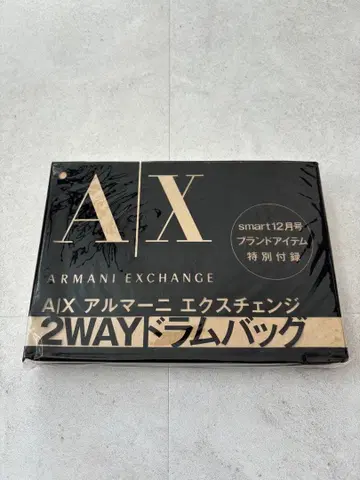 A|X
smart12月号
ブランドアイテム
特別付録
ARMANI EXCHANGE
A|X アルマーニ エクスチェンジ
2WAYドラムバッグ